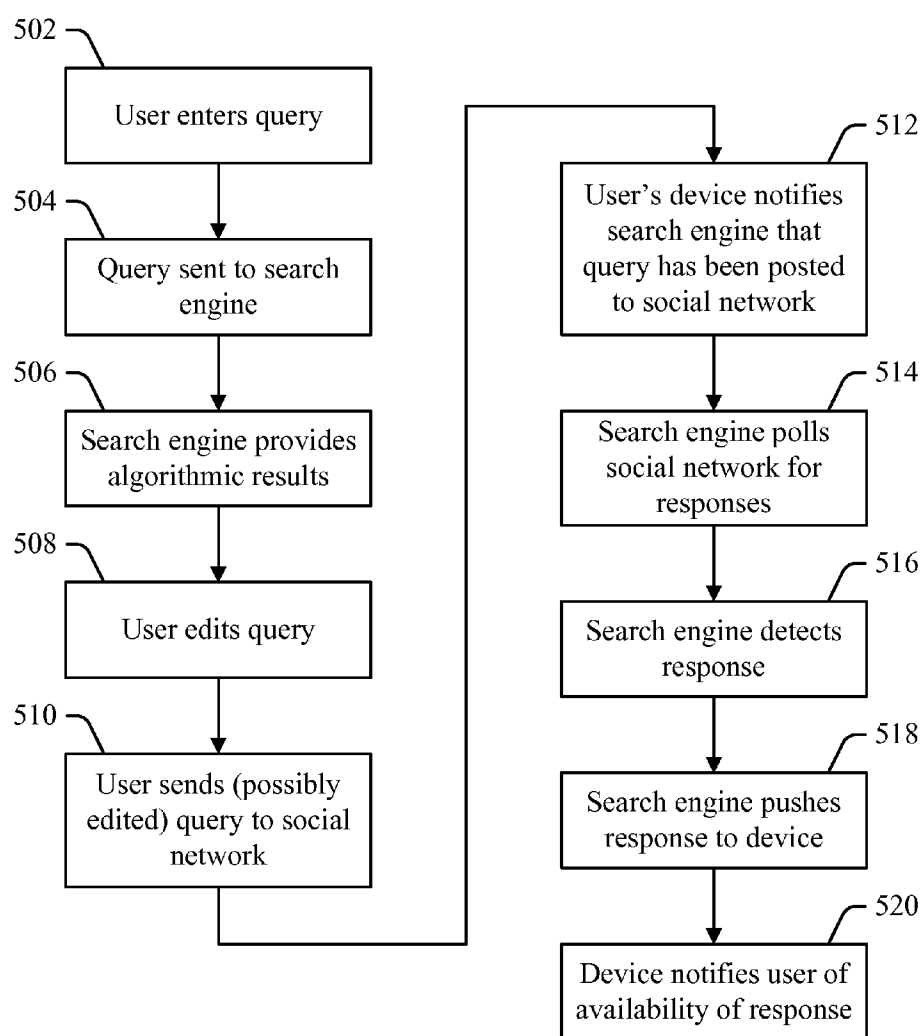 502
User enters query
504
Query sent to search
engine
506
Search engine provides
algorithmic results
508
User edits query
510
User sends (possibly
edited) query to social
network
512
User's device notifies
search engine that
query has been posted
to social network
514
Search engine polls
social network for
responses
516
Search engine detects
response
518
Search engine pushes
response to device
520
Device notifies user of
availability of response